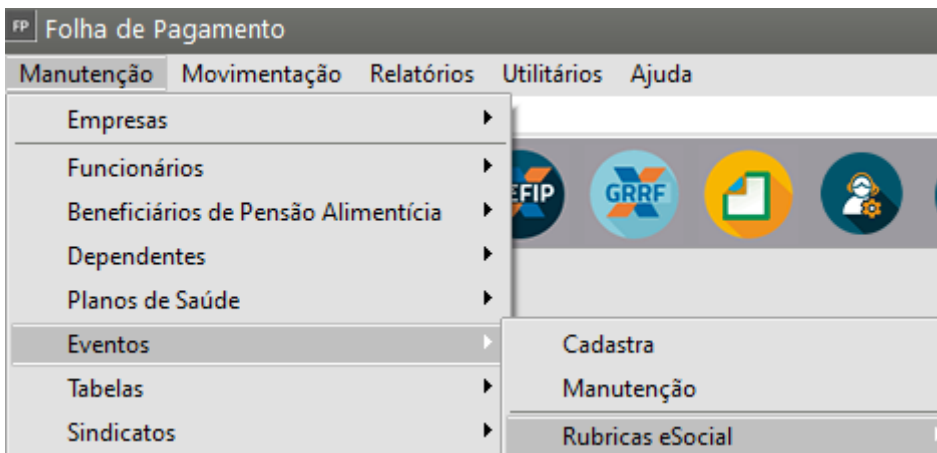 FP Folha de Pagamento
Manutenção Movimentação Relatórios Utilitários Ajuda
Empresas
Funcionários
EFIP GRRF
Beneficiários de Pensão Alimentícia
Dependentes
Planos de Saúde
Eventos
Cadastra
Tabelas
Manutenção
Sindicatos
Rubricas eSocial